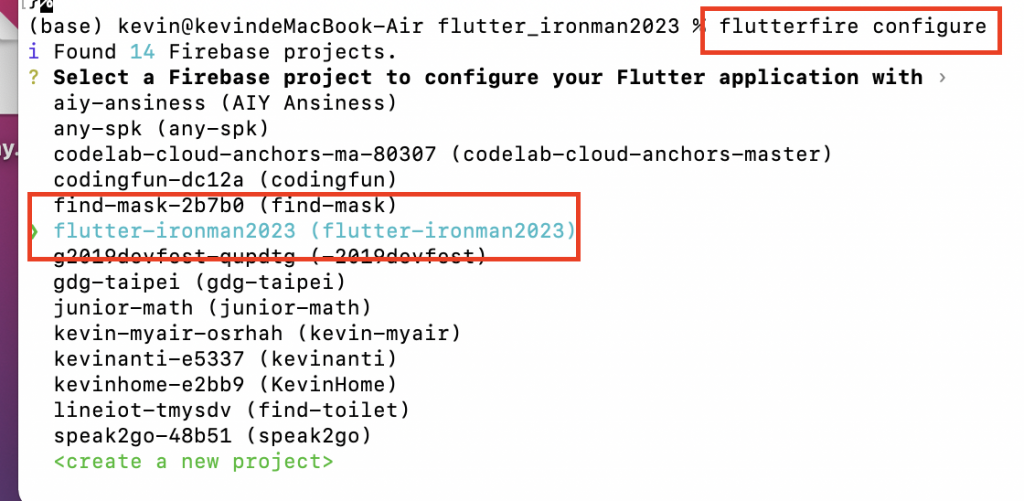 (base) kevin@kevindeMacBook-Air flutter_ironman2023 % flutterfire configure
i Found 14 Firebase projects.
? Select a Firebase project to configure your Flutter application with ›
aiy-ansiness (AIY Ansiness)
any-spk (any-spk)
codelab-cloud-anchors-ma-80307 (codelab-cloud-anchors-master)
codingfun-dc12a (codingfun)
find-mask-2b7b0 (find-mask)
❯ flutter-ironman2023 (flutter-ironman2023)
g2019devfest-qupdtg (-2019devfest)
gdg-taipei (gdg-taipei)
junior-math (junior-math)
kevin-myair-osrhah (kevin-myair)
kevinanti-e5337 (kevinanti)
kevinhome-e2bb9 (KevinHome)
lineiot-tmysdv (find-toilet)
speak2go-48b51 (speak2go)
<create a new project>